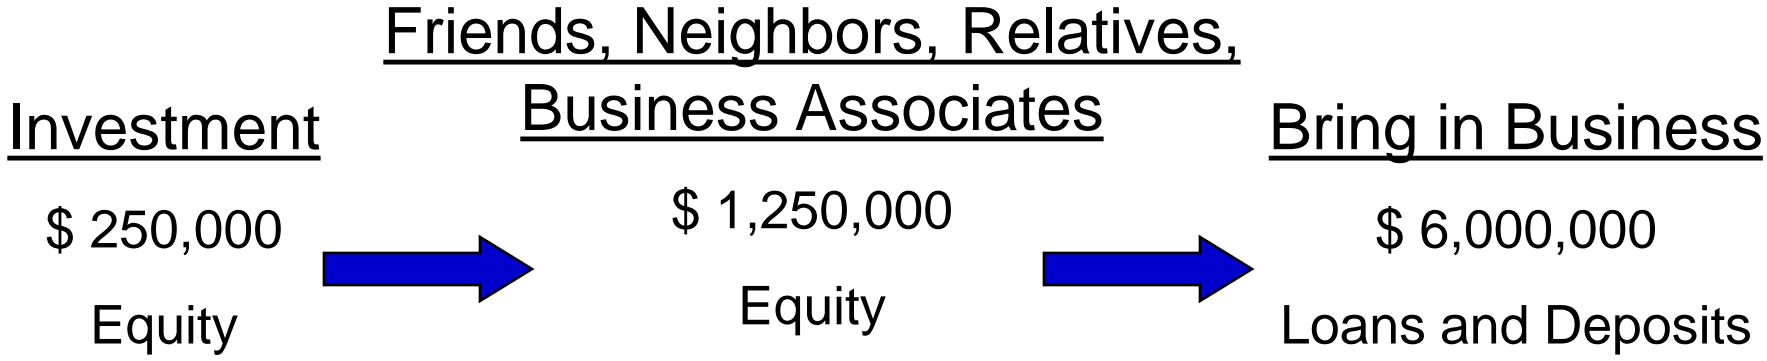 Investment
$ 250,000
Equity
Friends, Neighbors, Relatives,
Business Associates
$ 1,250,000
Equity
Bring in Business
$ 6,000,000
Loans and Deposits